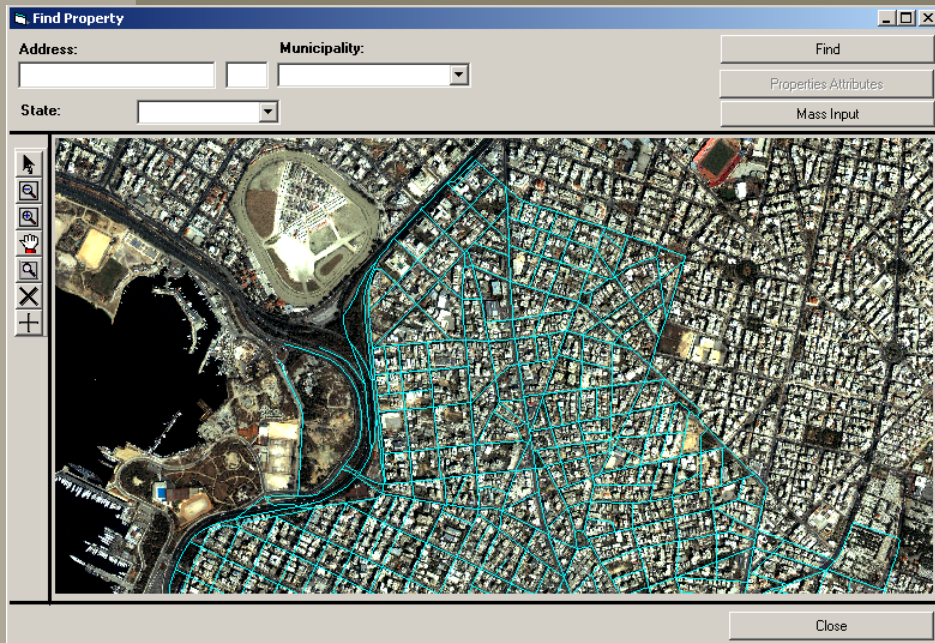 Find Property
Address:
Municipality:
Find
Properties Attributes
State:
Mass Input
Close